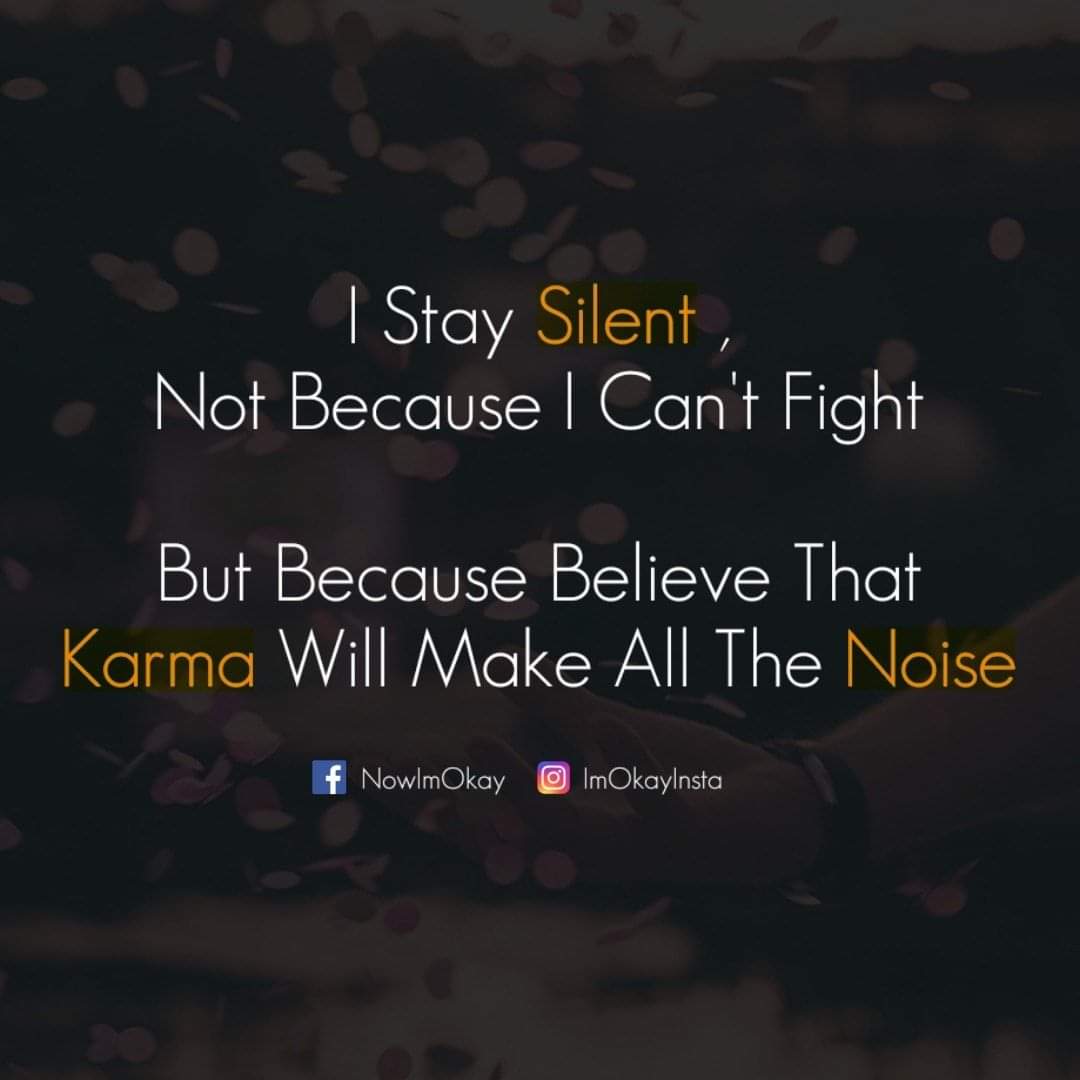 I Stay Silent ,
Not Because I Can't Fight
But Because Believe That
Karma Will Make All The Noise
NowImOkay ImOkayInsta